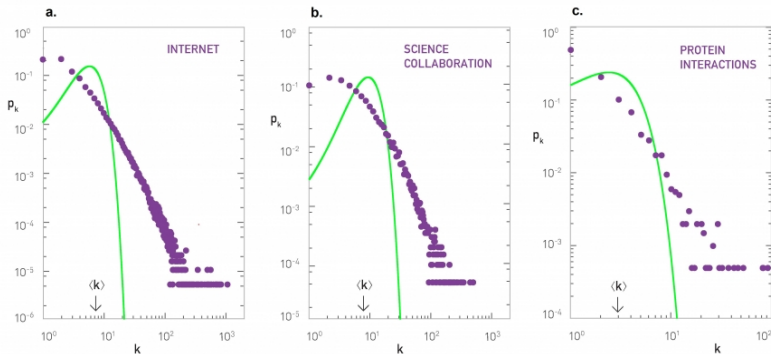 a.
INTERNET
10⁰
10⁻¹
10⁻²
10⁻³
10⁻⁴
10⁻⁵
10⁻⁶
pₖ
⟨k⟩
10⁰ 10¹ 10² 10³
k
b.
SCIENCE
COLLABORATION
10⁰
10⁻¹
10⁻²
10⁻³
10⁻⁴
10⁻⁵
pₖ
⟨k⟩
10⁰ 10¹ 10² 10³
k
c.
PROTEIN
INTERACTIONS
10⁰
10⁻¹
10⁻²
10⁻³
10⁻⁴
pₖ
⟨k⟩
10⁰ 10¹ 10²
k